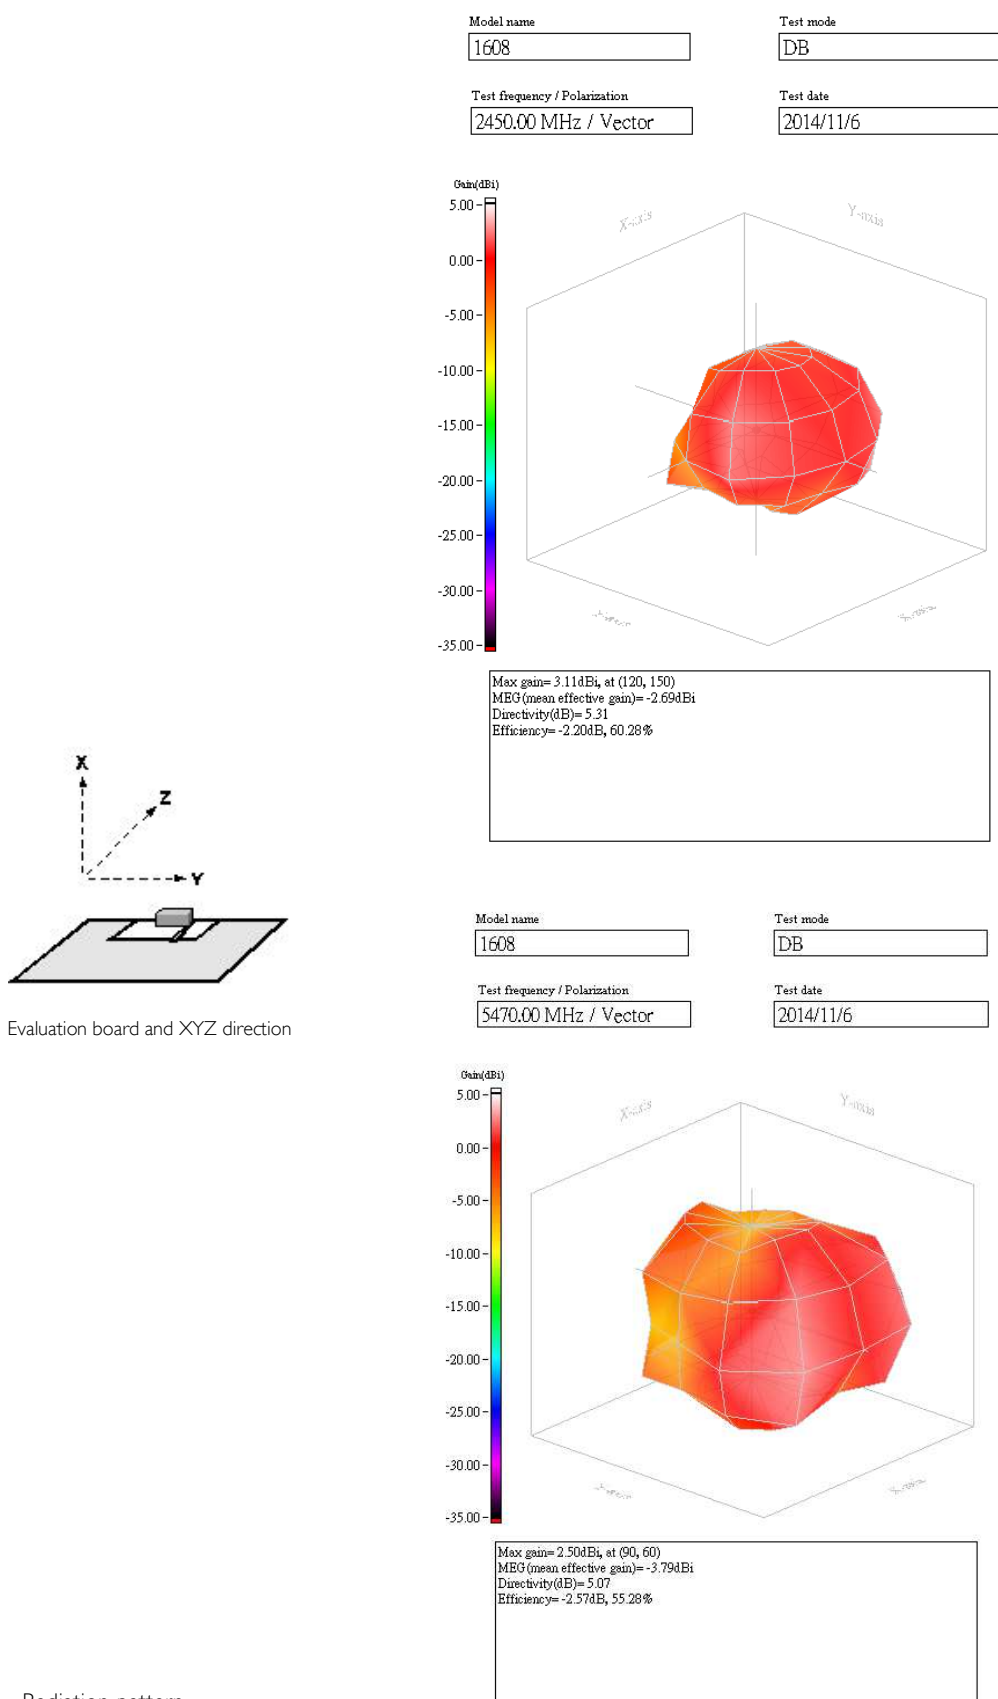 Model name
Test mode
1608
DB
Test frequency / Polarization
Test date
2450.00 MHz / Vector
2014/11/6
Gain(dBi)
5.00
0.00
-5.00
-10.00
-15.00
-20.00
-25.00
-30.00
-35.00
X-axis
Y-axis
Max gain= 3.11dBi, at (120, 150)
MEG(mean effective gain)= -2.69dBi
Directivity(dB)= 5.31
Efficiency= -2.20dB, 60.28%
X
Z
Y
Evaluation board and XYZ direction
Model name
Test mode
1608
DB
Test frequency / Polarization
Test date
5470.00 MHz / Vector
2014/11/6
Gain(dBi)
5.00
0.00
-5.00
-10.00
-15.00
-20.00
-25.00
-30.00
-35.00
X-axis
Y-axis
Max gain= 2.50dBi, at (90, 60)
MEG(mean effective gain)= -3.79dBi
Directivity(dB)= 5.07
Efficiency= -2.57dB, 55.28%
Radiation pattern